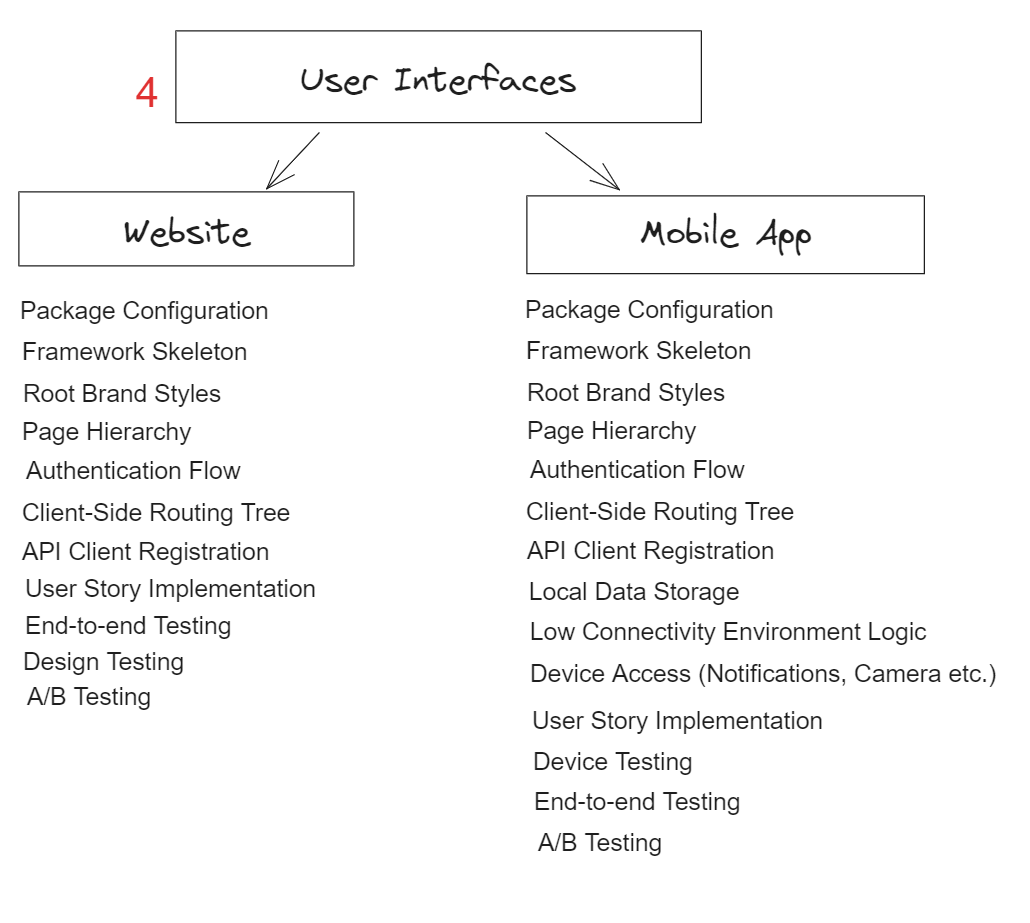 4
User Interfaces
Website
Package Configuration
Framework Skeleton
Root Brand Styles
Page Hierarchy
Authentication Flow
Client-Side Routing Tree
API Client Registration
User Story Implementation
End-to-end Testing
Design Testing
A/B Testing
Mobile App
Package Configuration
Framework Skeleton
Root Brand Styles
Page Hierarchy
Authentication Flow
Client-Side Routing Tree
API Client Registration
Local Data Storage
Low Connectivity Environment Logic
Device Access (Notifications, Camera etc.)
User Story Implementation
Device Testing
End-to-end Testing
A/B Testing